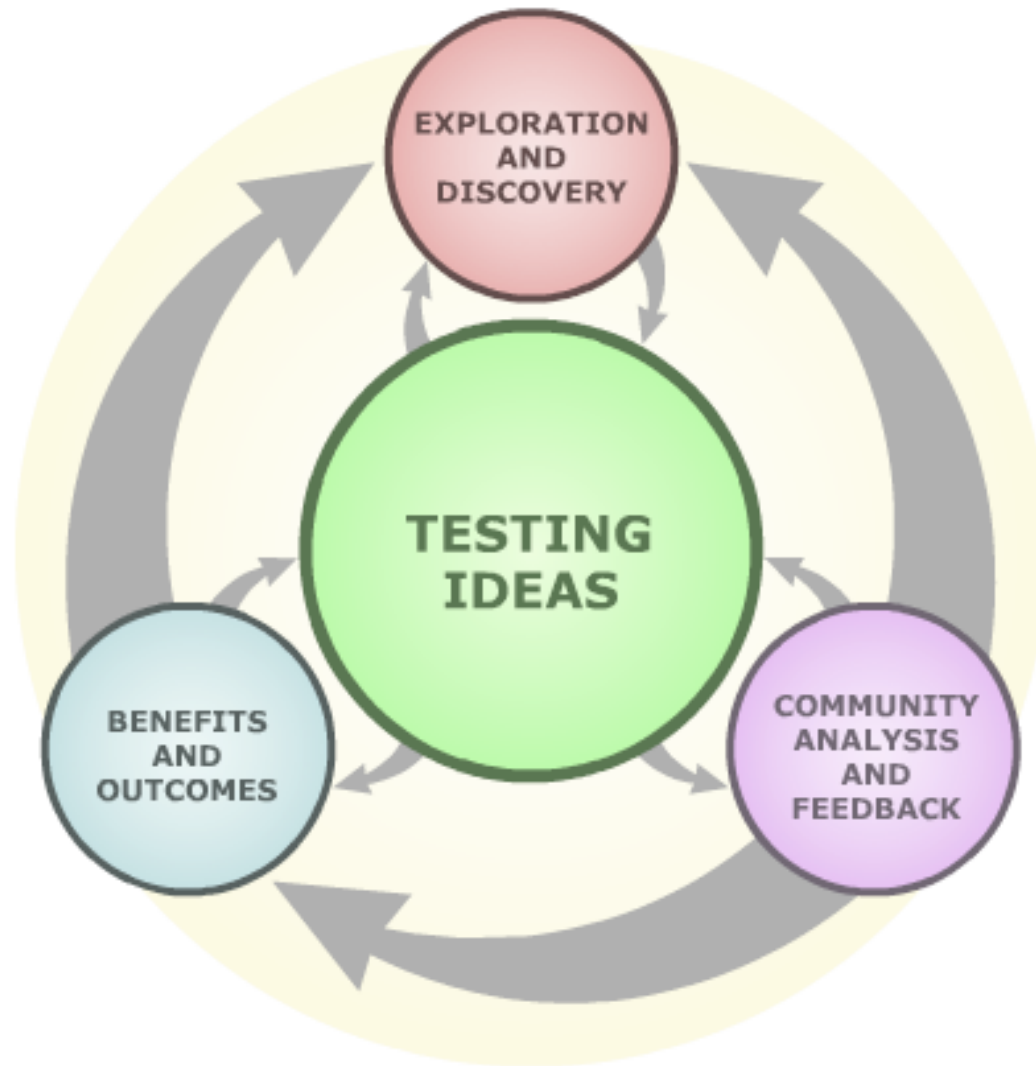 EXPLORATION
AND
DISCOVERY
TESTING
IDEAS
BENEFITS
AND
OUTCOMES
COMMUNITY
ANALYSIS
AND
FEEDBACK